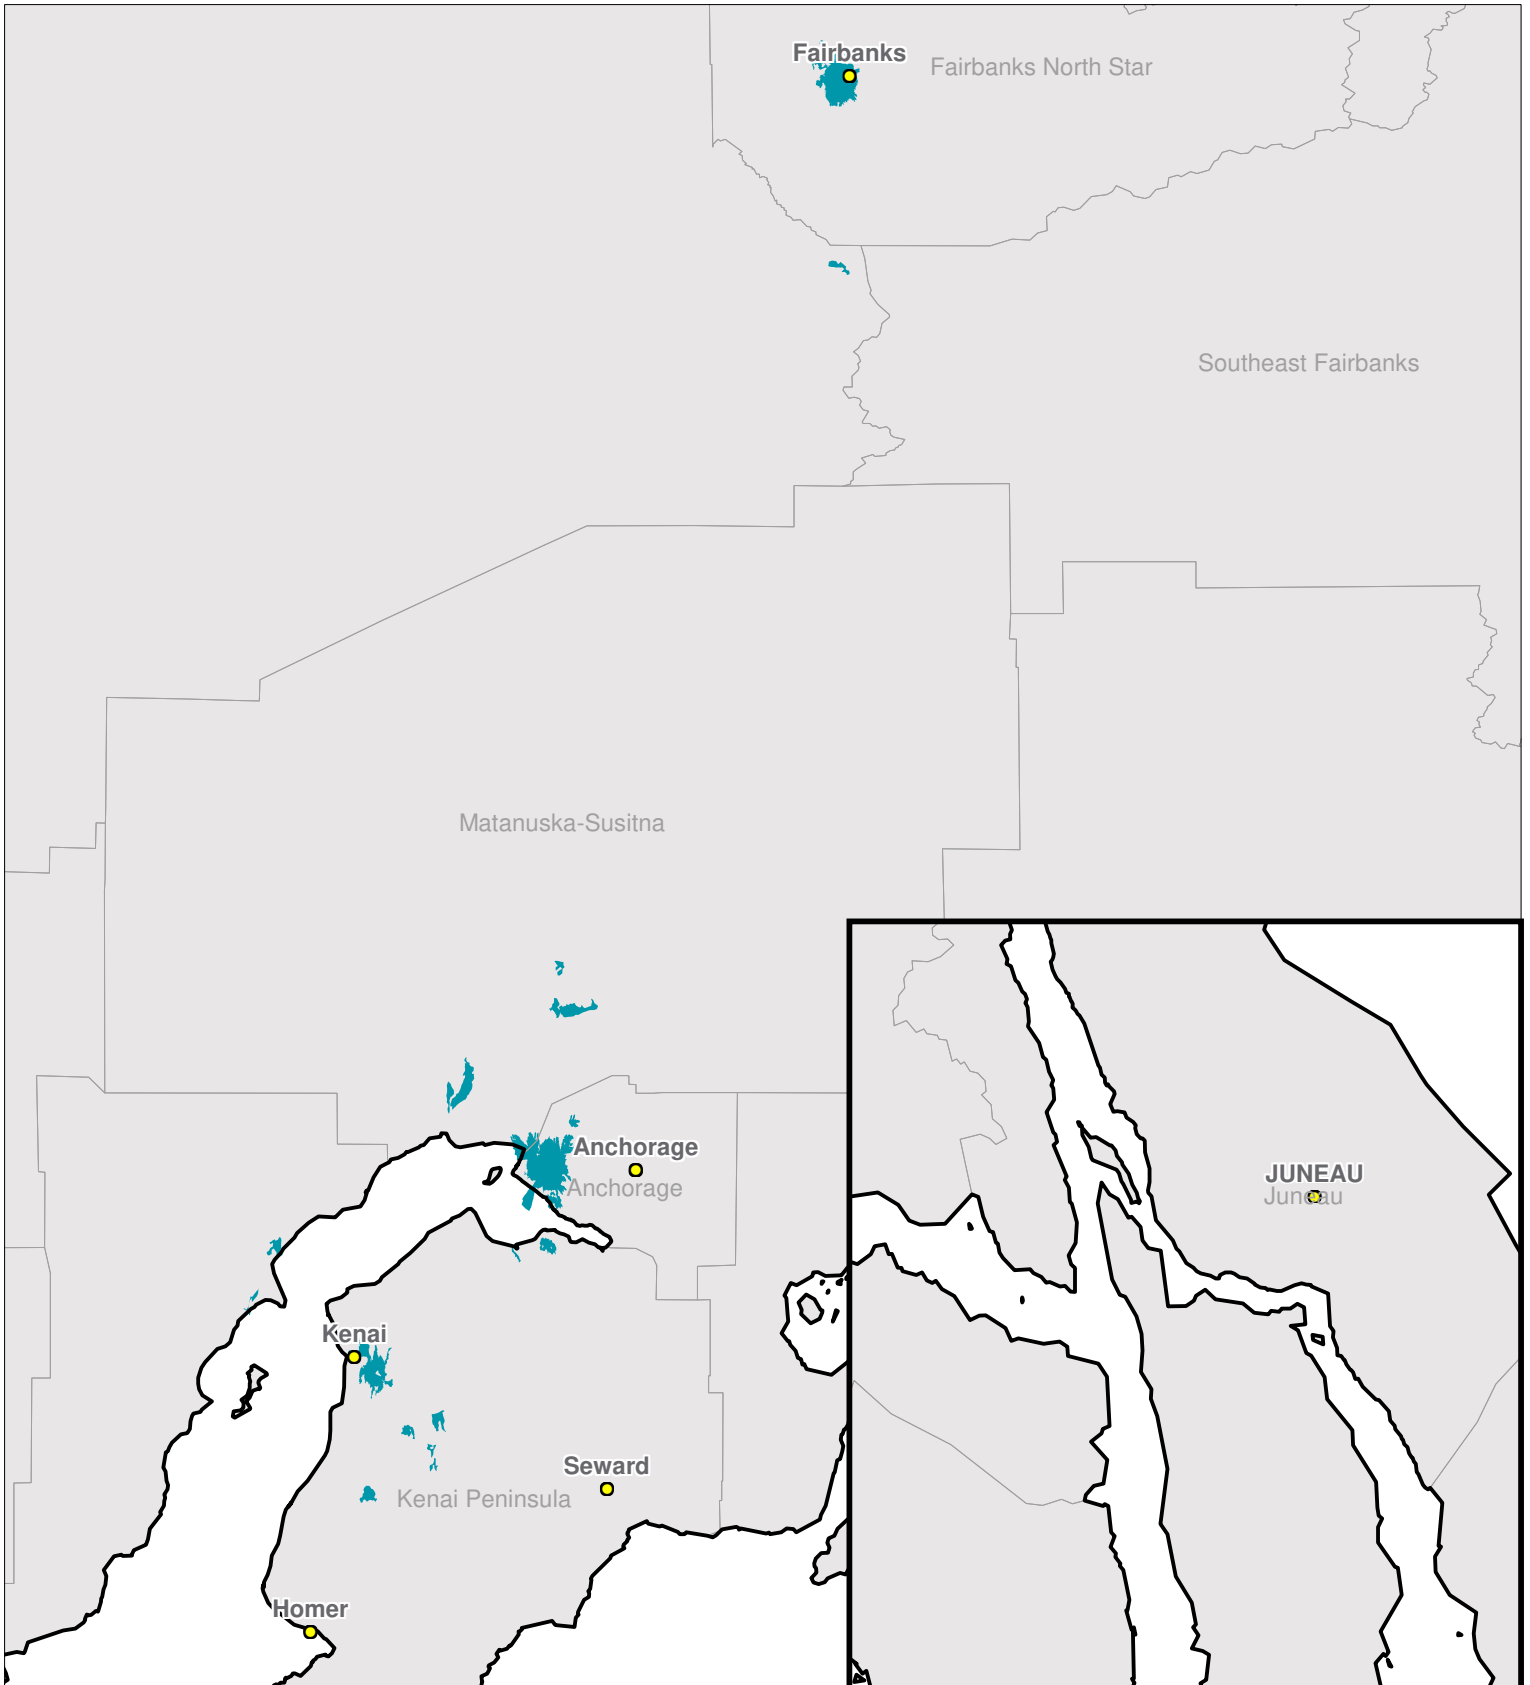 Fairbanks
Fairbanks North Star
Southeast Fairbanks
Matanuska-Susitna
Anchorage
Anchorage
JUNEAU
Juneau
Kenai
Seward
Kenai Peninsula
Homer